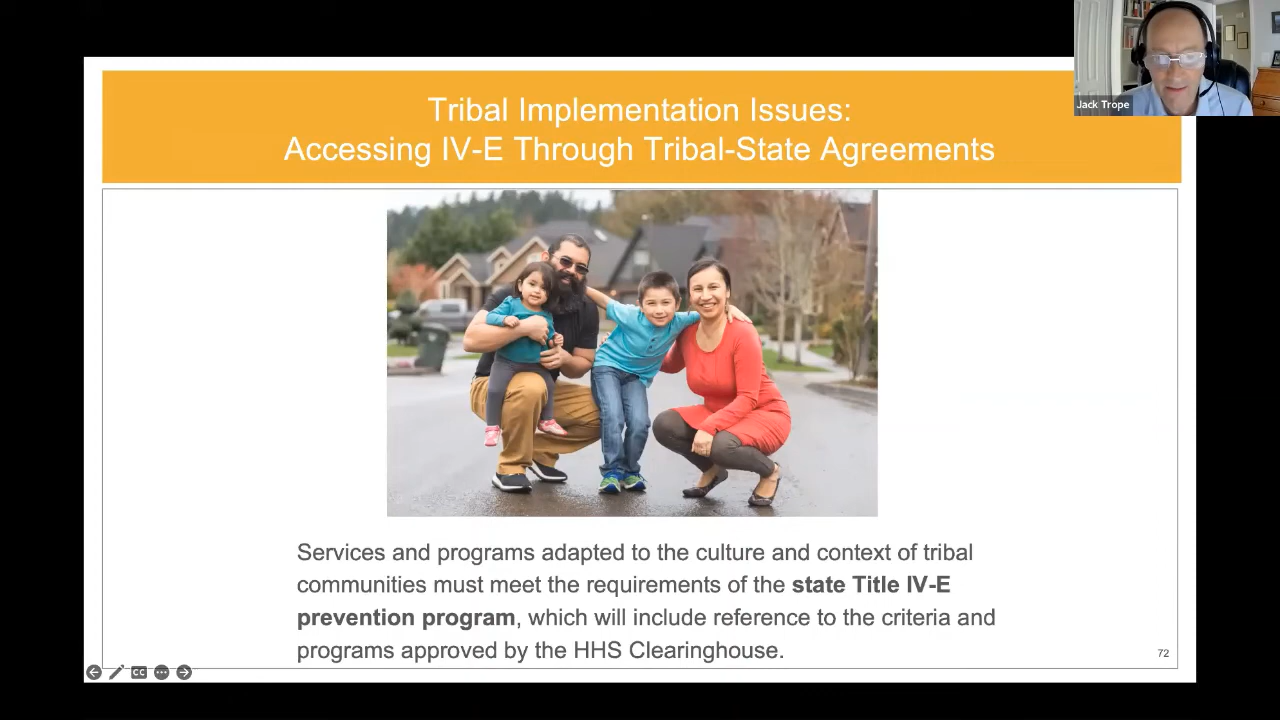 Jack Trope
Tribal Implementation Issues:
Accessing IV-E Through Tribal-State Agreements
Services and programs adapted to the culture and context of tribal
communities must meet the requirements of the state Title IV-E
prevention program, which will include reference to the criteria and
programs approved by the HHS Clearinghouse.
72
CC